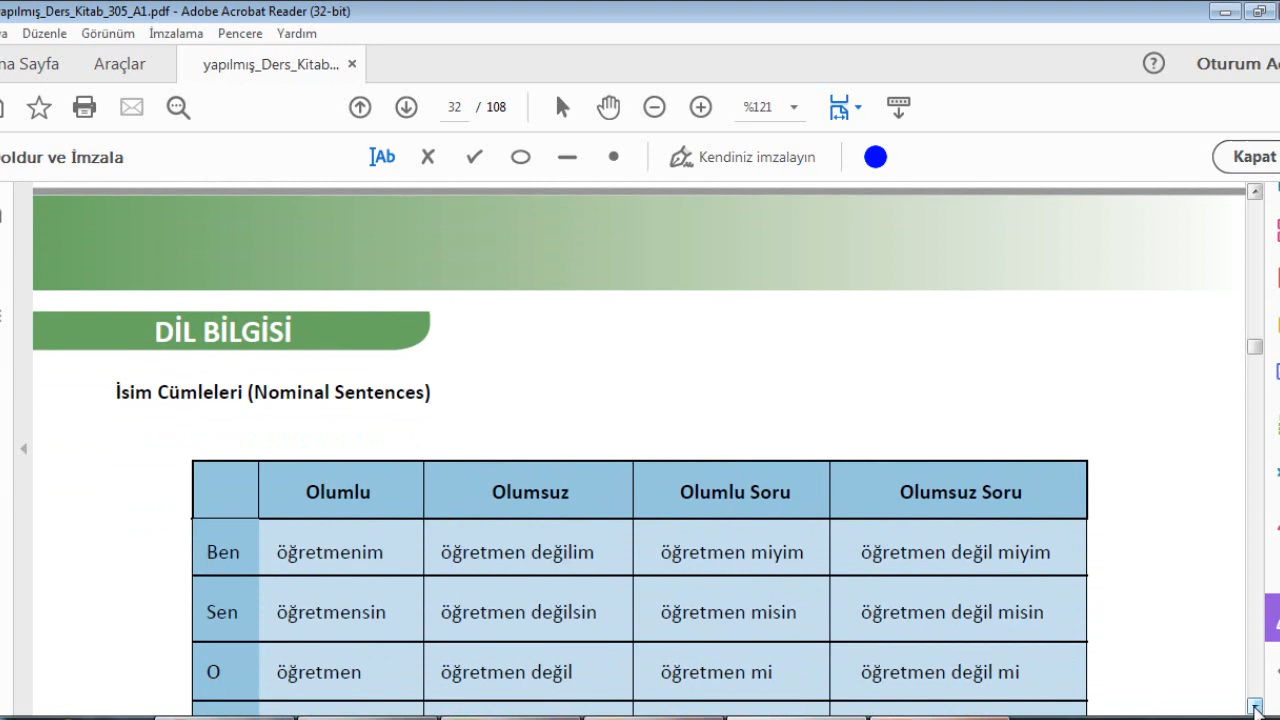 apılmış_Ders_Kitab_305_A1.pdf - Adobe Acrobat Reader (32-bit)
Düzenle Görünüm İmzalama Pencere Yardım
Sayfa Araçlar yapılmış_Ders_Kitab... × ? Oturum
32 / 108 %121
oldur ve İmzala Ab Kendiniz imzalayın Kapat
DİL BİLGİSİ
İsim Cümleleri (Nominal Sentences)
Olumlu Olumsuz Olumlu Soru Olumsuz Soru
Ben öğretmenim öğretmen değilim öğretmen miyim öğretmen değil miyim
Sen öğretmensin öğretmen değilsin öğretmen misin öğretmen değil misin
O öğretmen öğretmen değil öğretmen mi öğretmen değil mi